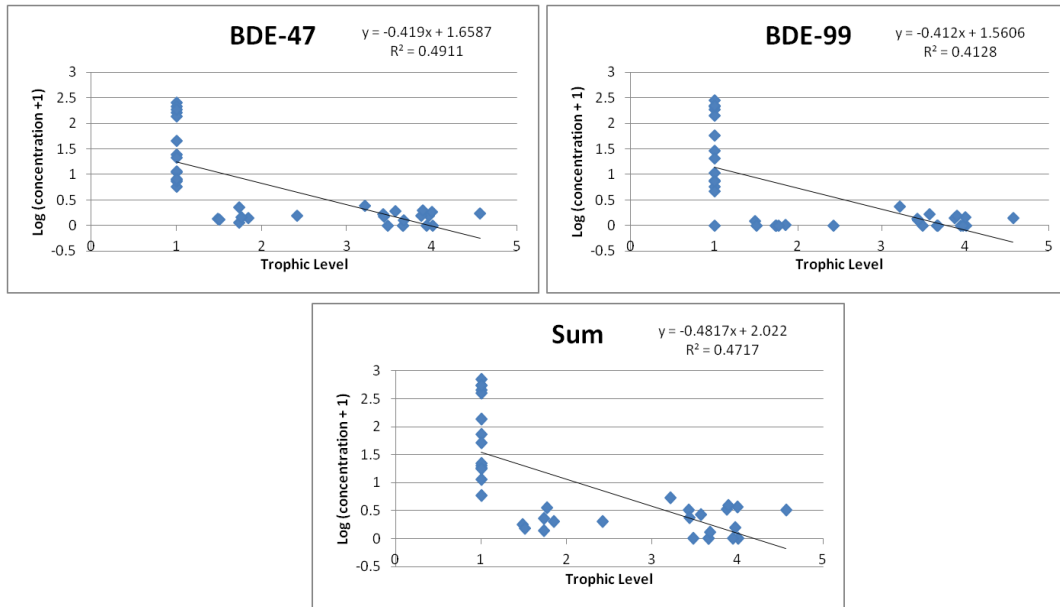 BDE-47
y = -0.419x + 1.6587
R² = 0.4911
Log (concentration +1)
3
2.5
2
1.5
1
0.5
0
-0.5
0 1 2 3 4 5
Trophic Level
BDE-99
y = -0.412x + 1.5606
R² = 0.4128
Log (concentration + 1)
3
2.5
2
1.5
1
0.5
0
-0.5
0 1 2 3 4 5
Trophic Level
Sum
y = -0.4817x + 2.022
R² = 0.4717
Log (concentration + 1)
3
2.5
2
1.5
1
0.5
0
-0.5
0 1 2 3 4 5
Trophic Level